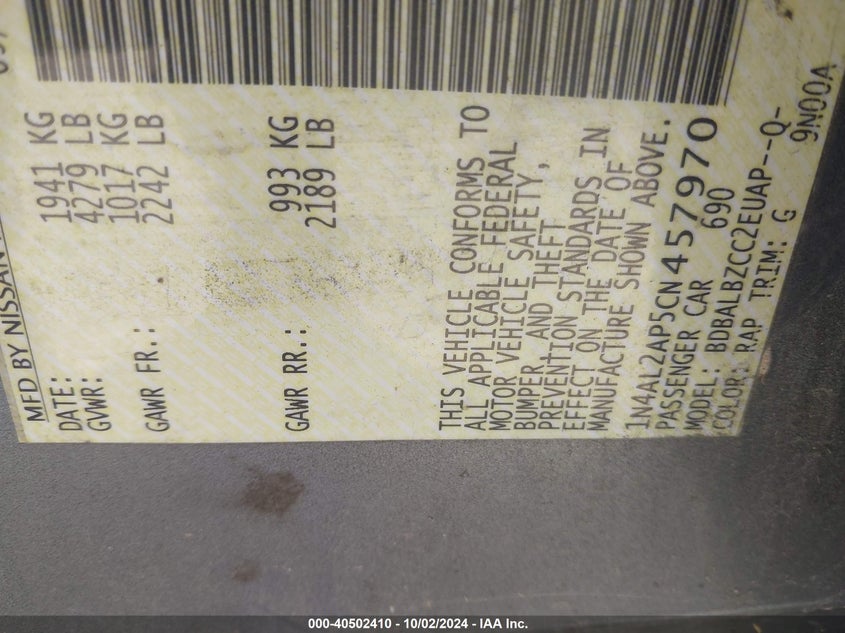 MFD BY NISSAN
DATE:
GVWR: 1941 KG
4279 LB
GAWR FR.: 1017 KG
2242 LB
GAWR RR.: 993 KG
2189 LB
THIS VEHICLE CONFORMS TO
ALL APPLICABLE FEDERAL
MOTOR VEHICLE SAFETY,
BUMPER, AND THEFT
PREVENTION STANDARDS IN
EFFECT ON THE DATE OF
MANUFACTURE SHOWN ABOVE.
1N4AL2AP5CN457970
PASSENGER CAR 690
MODEL: BDBALBZCC2EUAP--Q-
COLOR: RAP TRIM: G 9N00A
000-40502410 - 10/02/2024 - IAA Inc.